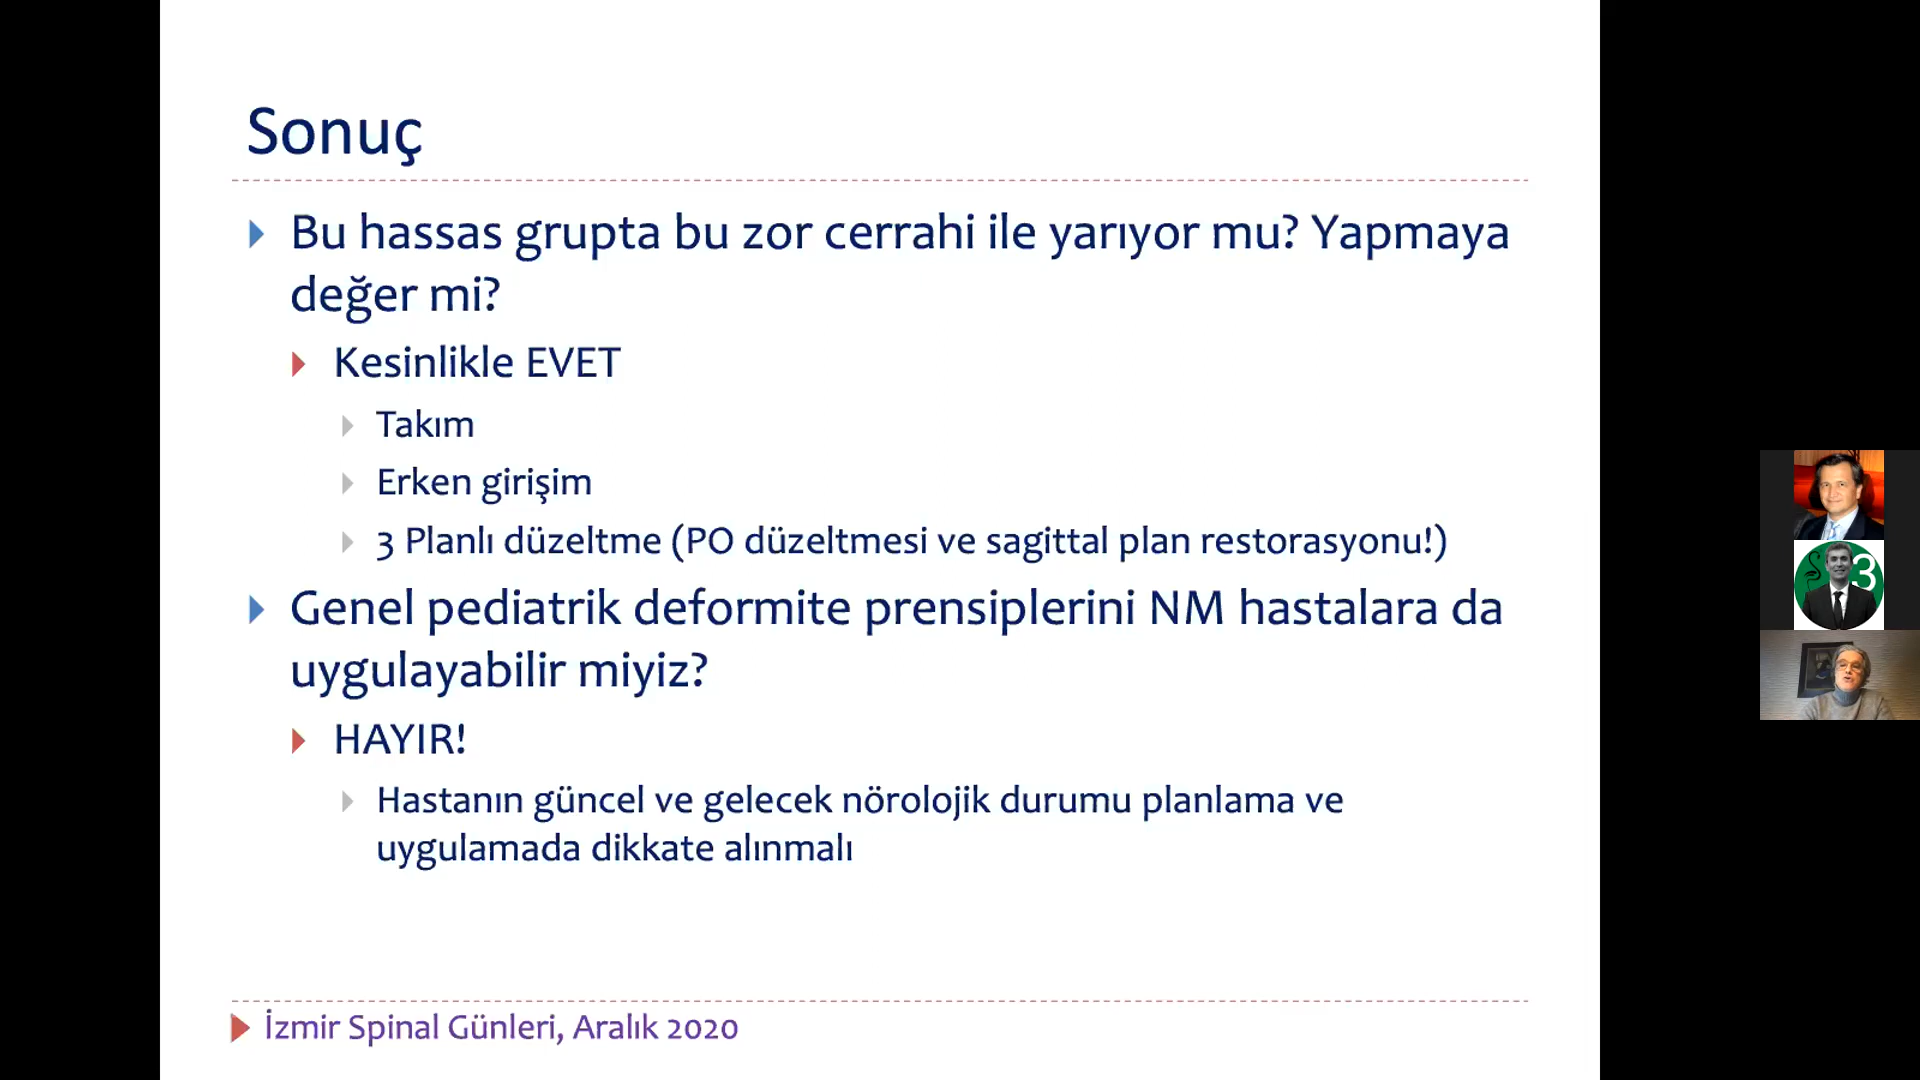 Sonuç
Bu hassas grupta bu zor cerrahi ile yarıyor mu? Yapmaya
değer mi?
Kesinlikle EVET
Takım
Erken girişim
3 Planlı düzeltme (PO düzeltmesi ve sagittal plan restorasyonu!)
Genel pediatrik deformite prensiplerini NM hastalara da
uygulayabilir miyiz?
HAYIR!
Hastanın güncel ve gelecek nörolojik durumu planlama ve
uygulamada dikkate alınmalı
İzmir Spinal Günleri, Aralık 2020
3